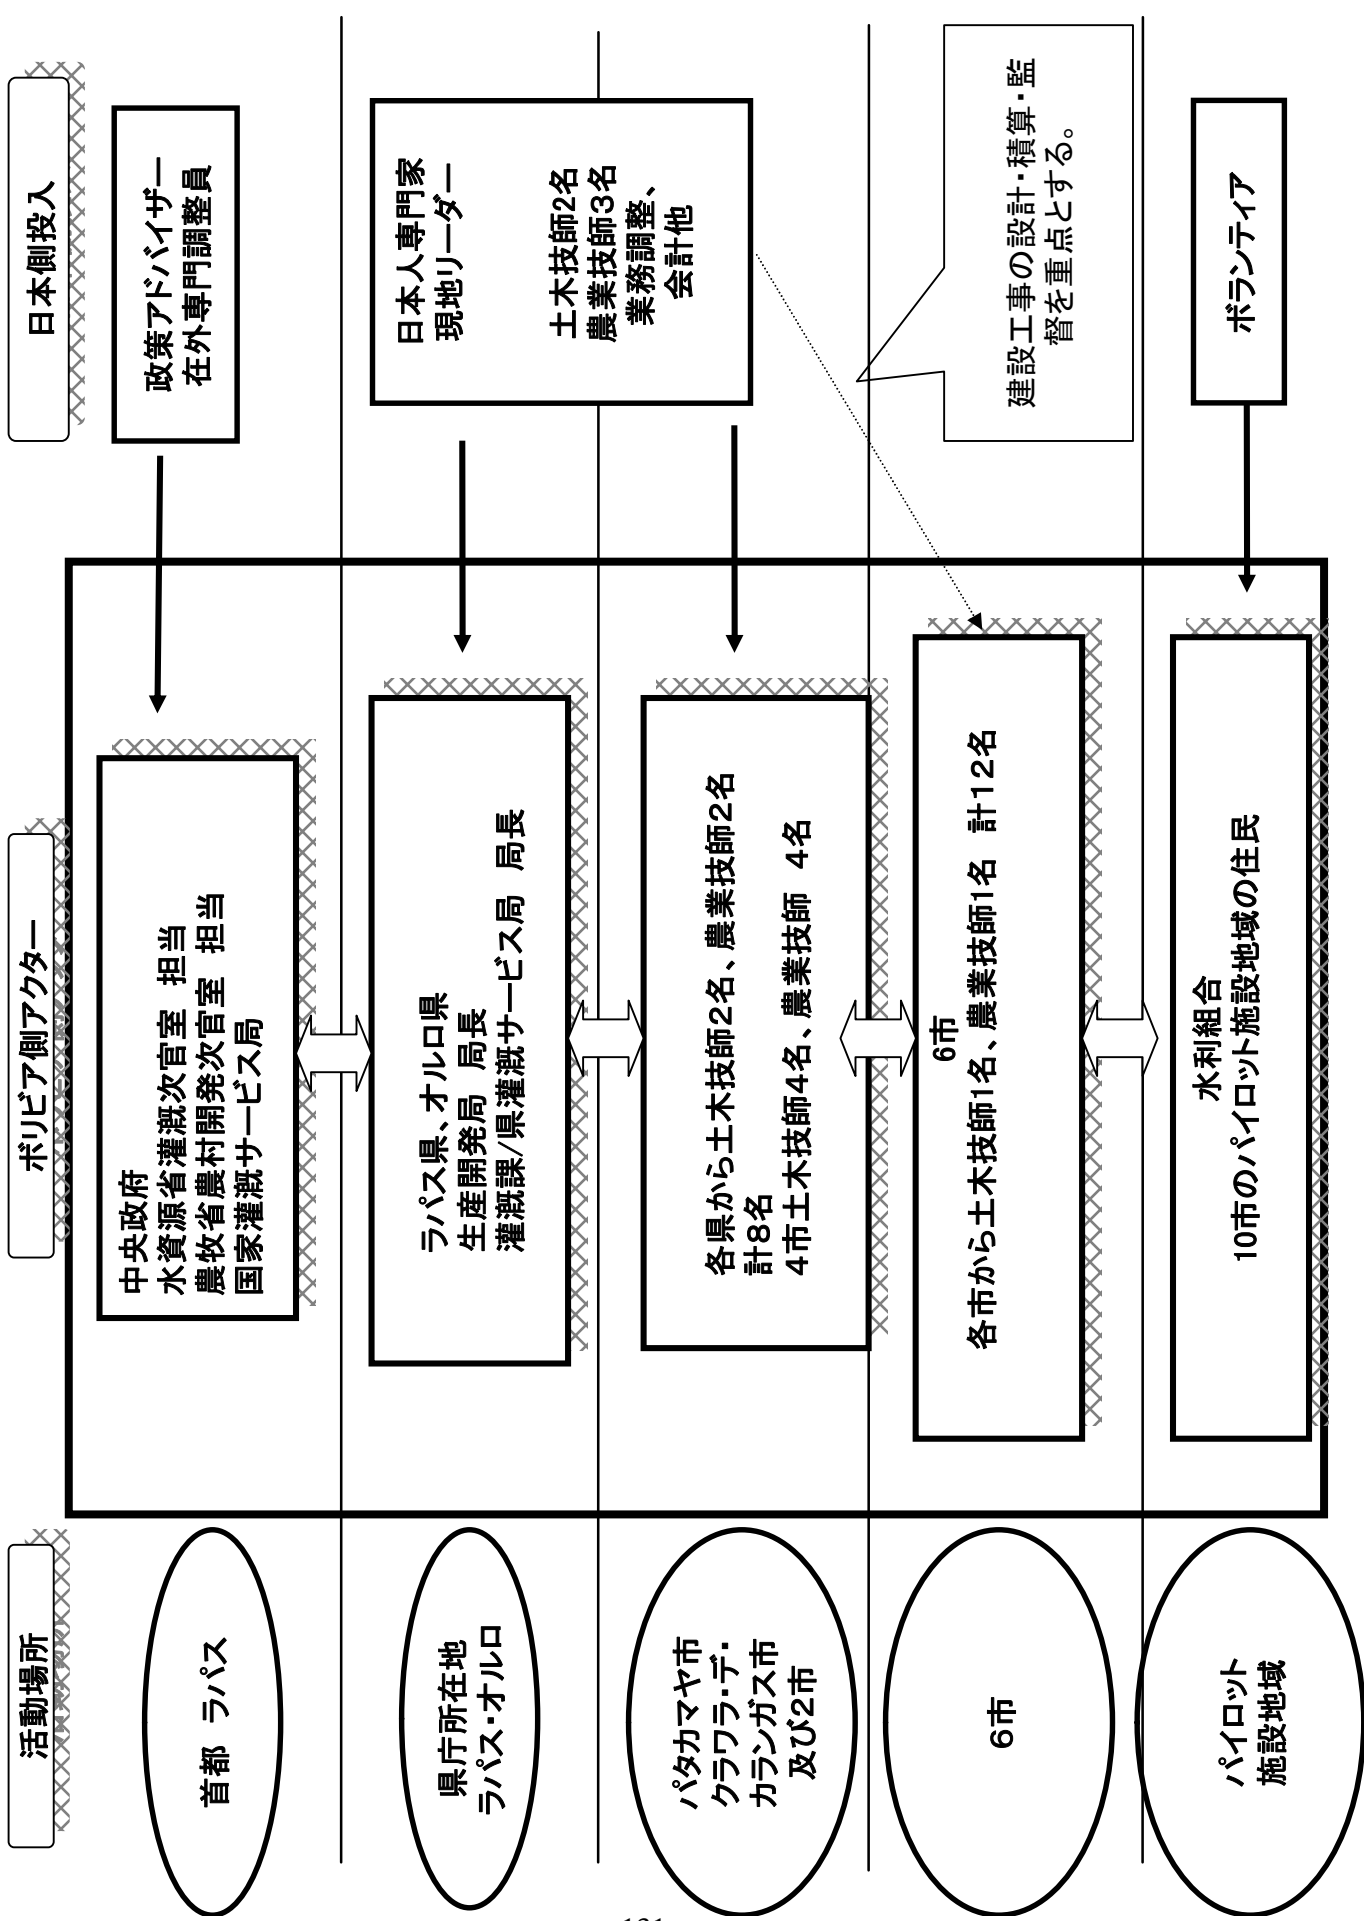 活動場所
ボリビア側アクター
日本側投入
首都　ラパス
中央政府
水資源省灌漑次官室　担当
農牧省農村開発次官室　担当
国家灌漑サービス局
政策アドバイザー
在外専門調整員
県庁所在地
ラパス・オルロ
ラパス県、オルロ県
生産開発局　局長
灌漑課/県灌漑サービス局　局長
日本人専門家
現地リーダー
土木技師2名
農業技師3名
業務調整、
会計他
パタカマヤ市
クラワラ・デ・
カランガス市
及び2市
各県から土木技師2名、農業技師2名
計8名
4市土木技師4名、農業技師　4名
6市
6市
各市から土木技師1名、農業技師1名　計12名
建設工事の設計・積算・監
督を重点とする。
パイロット
施設地域
水利組合
10市のパイロット施設地域の住民
ボランティア